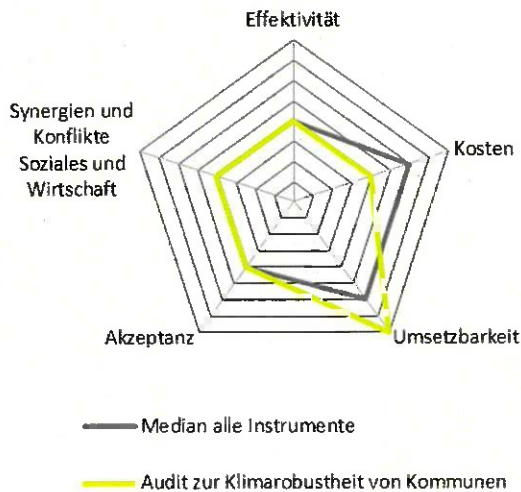 Effektivität
Synergien und
Konflikte
Soziales und
Wirtschaft
Kosten
Akzeptanz
Umsetzbarkeit
Median alle Instrumente
Audit zur Klimarobustheit von Kommunen